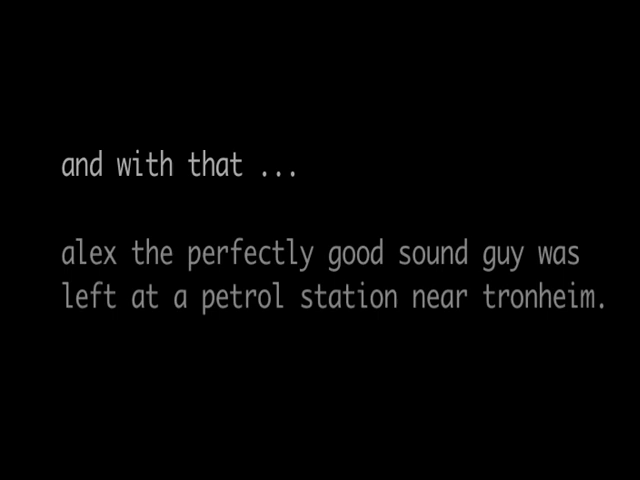 and with that ...
alex the perfectly good sound guy was
left at a petrol station near tronheim.